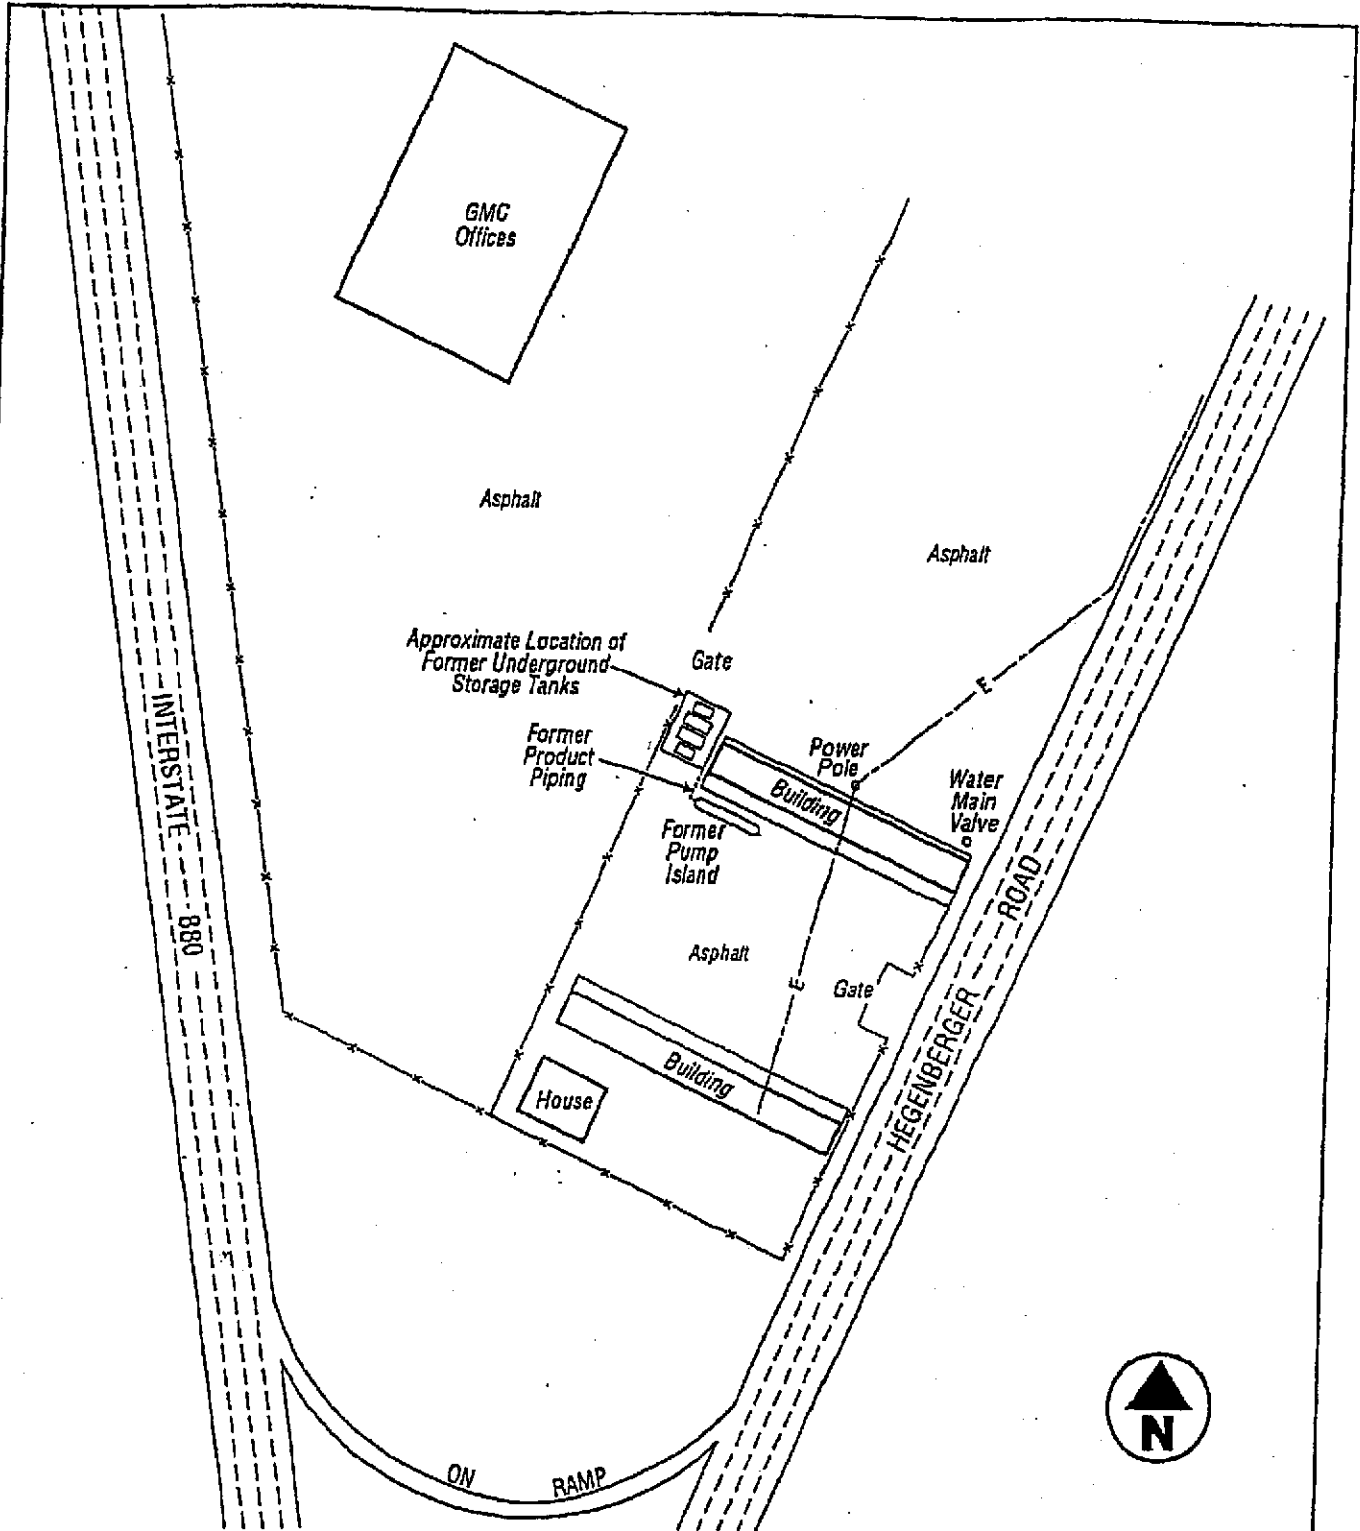 GMC
Offices
Asphalt
Asphalt
Approximate Location of
Former Underground
Storage Tanks
Gate
Former
Product
Piping
E
Power
Pole
Building
Water
Main
Valve
Former
Pump
Island
INTERSTATE
880
HEGENBERGER ROAD
Asphalt
E
Gate
Building
House
ON RAMP
N